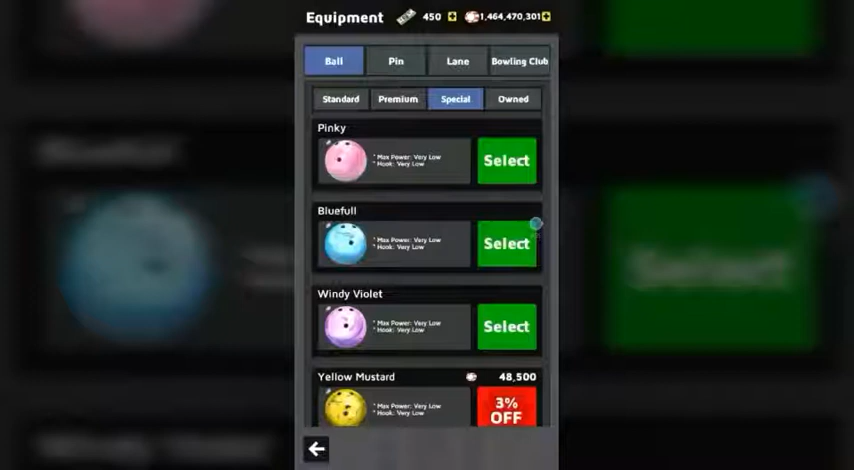 Equipment 450 1,464,470,301
Ball Pin Lane Bowling Club
Standard Premium Special Owned
Pinky
* Max Power: Very Low
* Hook: Very Low
Select
Bluefull
* Max Power: Very Low
* Hook: Very Low
Select
Windy Violet
* Max Power: Very Low
* Hook: Very Low
Select
Yellow Mustard 48,500
* Max Power: Very Low
* Hook: Very Low
3%
OFF